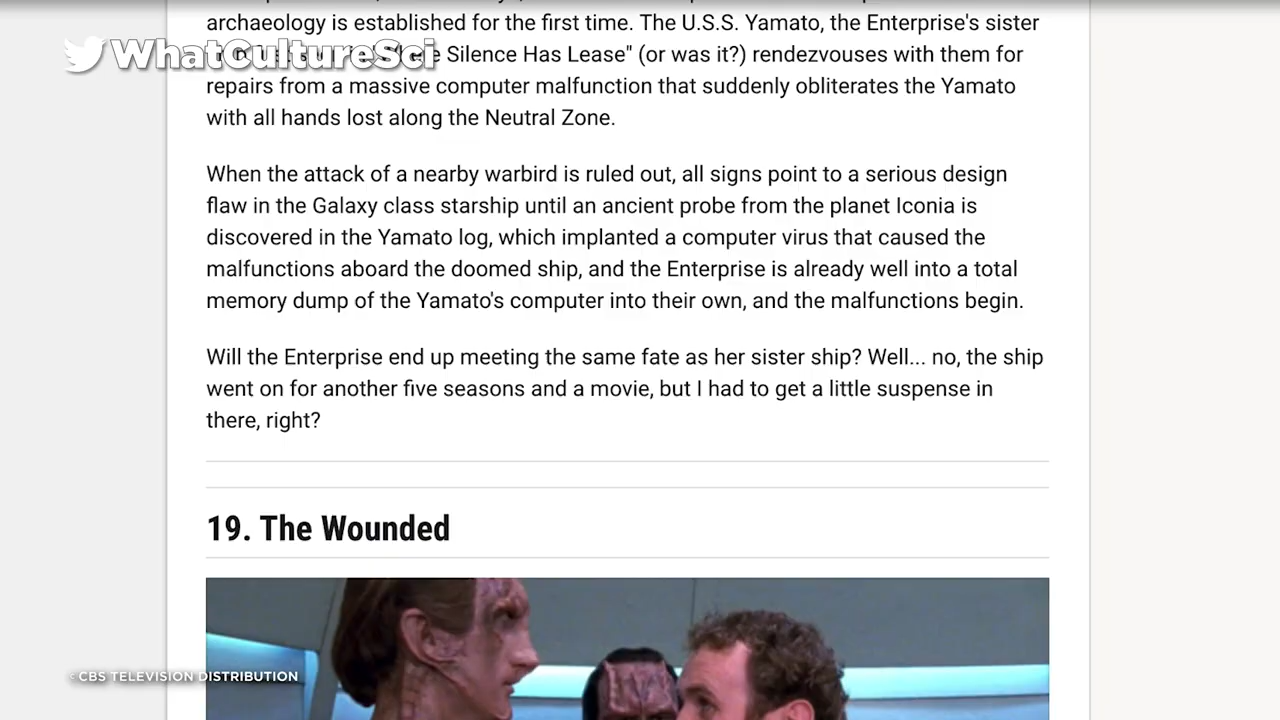 archaeology is established for the first time. The U.S.S. Yamato, the Enterprise's sister
WhatCultureSci
Silence Has Lease" (or was it?) rendezvouses with them for
repairs from a massive computer malfunction that suddenly obliterates the Yamato
with all hands lost along the Neutral Zone.
When the attack of a nearby warbird is ruled out, all signs point to a serious design
flaw in the Galaxy class starship until an ancient probe from the planet Iconia is
discovered in the Yamato log, which implanted a computer virus that caused the
malfunctions aboard the doomed ship, and the Enterprise is already well into a total
memory dump of the Yamato's computer into their own, and the malfunctions begin.
Will the Enterprise end up meeting the same fate as her sister ship? Well... no, the ship
went on for another five seasons and a movie, but I had to get a little suspense in
there, right?
19. The Wounded
CBS TELEVISION DISTRIBUTION